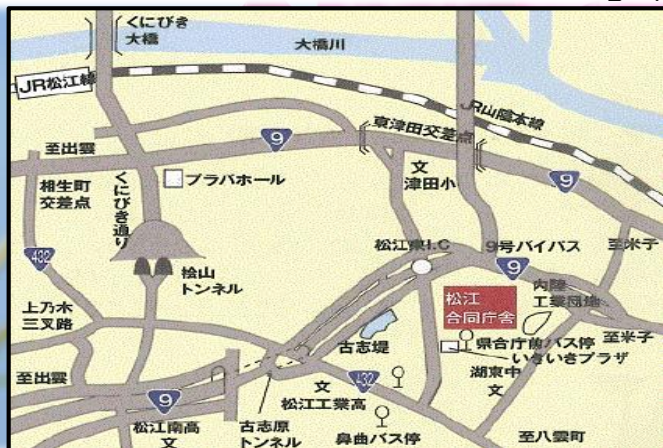 くにびき
大橋
大橋川
JR松江線
JR山陰本線
東津田交差点
9
至出雲
プラバホール
文
津田小
9
相生町
交差点
くにびき通り
432
松江東I.C
9号バイパス
至米子
9
桧山
トンネル
内陸
工業団地
松江
合同庁舎
上乃木
三叉路
古志堤
県合庁前バス停
いきいきプラザ
至米子
湖東中
文
至出雲
9
文
松江工業高
432
松江南高
文
古志原
トンネル
鼻曲バス停
至八雲町